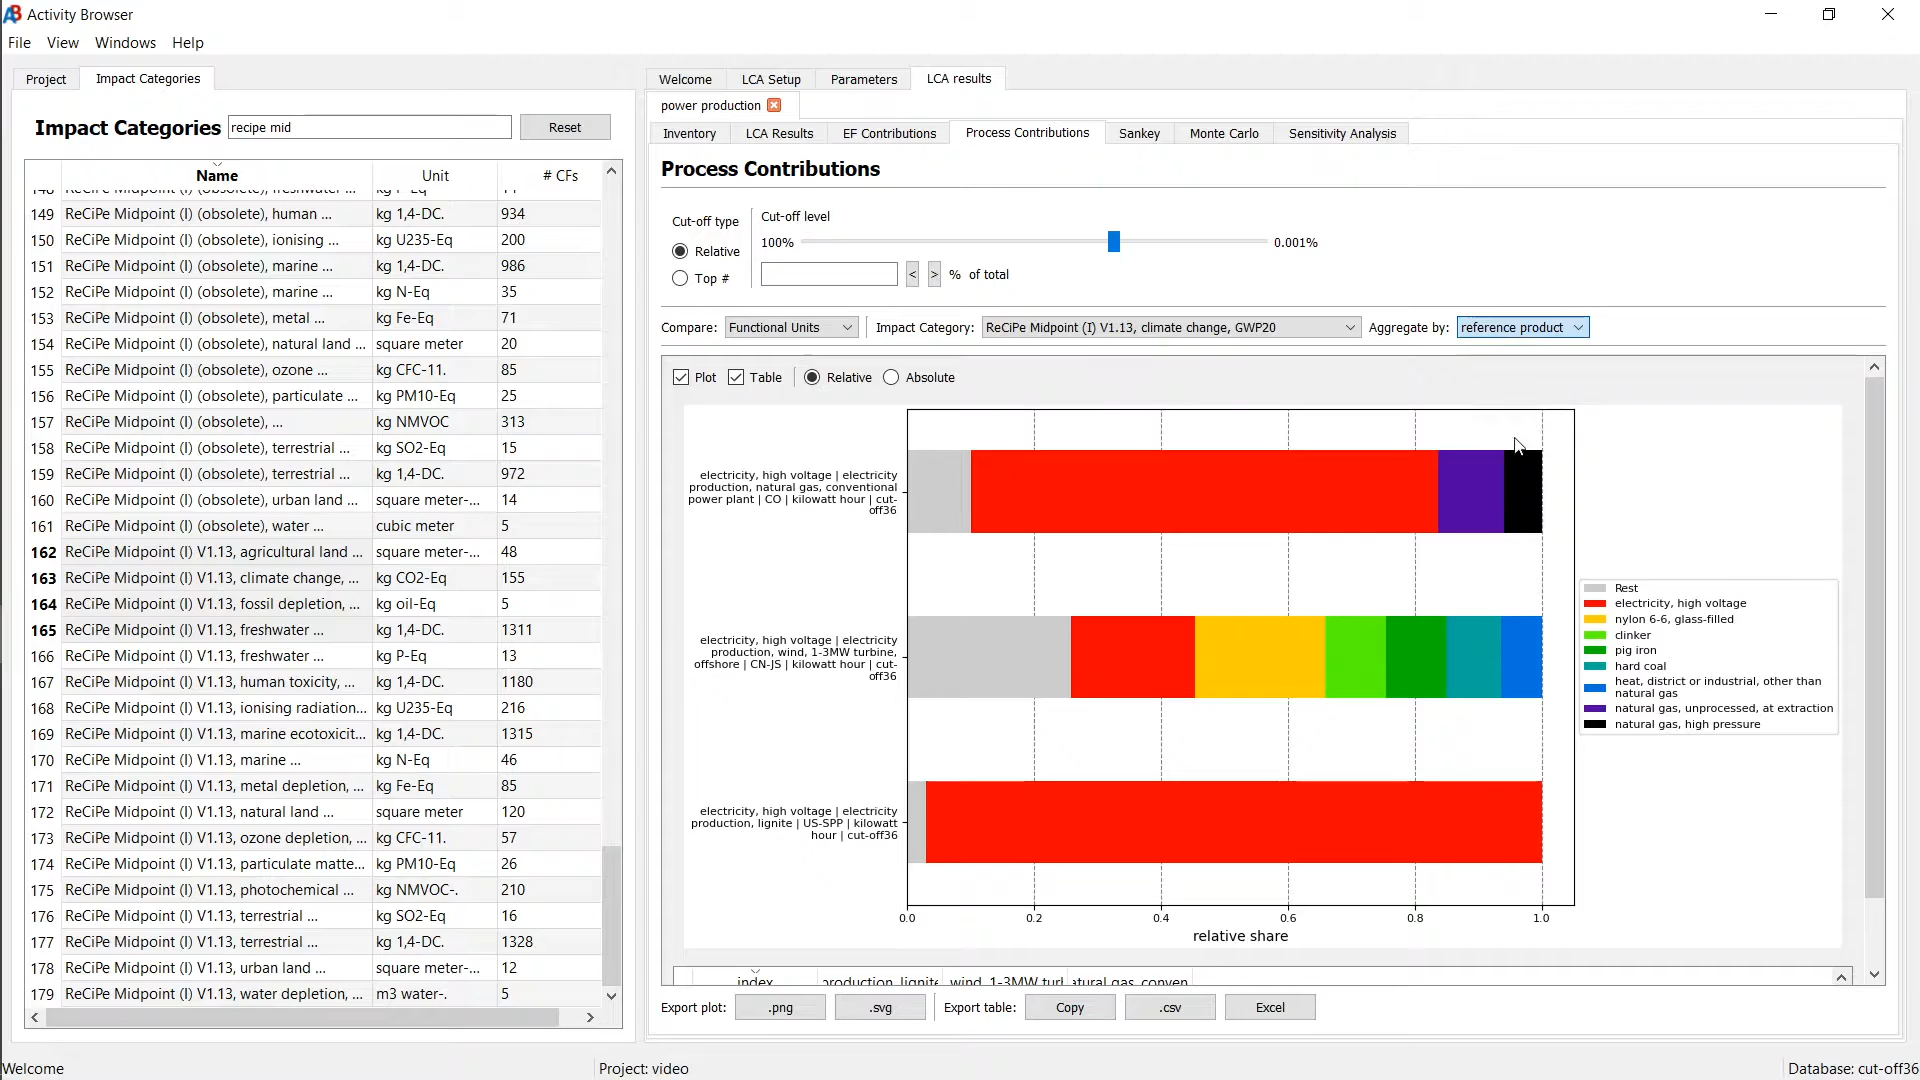 Activity Browser
File View Windows Help
Project Impact Categories
Impact Categories recipe mid Reset
Name Unit # CFs
149 ReCiPe Midpoint (I) (obsolete), human ... kg 1,4-DC. 934
150 ReCiPe Midpoint (I) (obsolete), ionising ... kg U235-Eq 200
151 ReCiPe Midpoint (I) (obsolete), marine ... kg 1,4-DC. 986
152 ReCiPe Midpoint (I) (obsolete), marine ... kg N-Eq 35
153 ReCiPe Midpoint (I) (obsolete), metal ... kg Fe-Eq 71
154 ReCiPe Midpoint (I) (obsolete), natural land ... square meter 20
155 ReCiPe Midpoint (I) (obsolete), ozone ... kg CFC-11. 85
156 ReCiPe Midpoint (I) (obsolete), particulate ... kg PM10-Eq 25
157 ReCiPe Midpoint (I) (obsolete), ... kg NMVOC 313
158 ReCiPe Midpoint (I) (obsolete), terrestrial ... kg SO2-Eq 15
159 ReCiPe Midpoint (I) (obsolete), terrestrial ... kg 1,4-DC. 972
160 ReCiPe Midpoint (I) (obsolete), urban land ... square meter-... 14
161 ReCiPe Midpoint (I) (obsolete), water ... cubic meter 5
162 ReCiPe Midpoint (I) V1.13, agricultural land ... square meter-... 48
163 ReCiPe Midpoint (I) V1.13, climate change, ... kg CO2-Eq 155
164 ReCiPe Midpoint (I) V1.13, fossil depletion, ... kg oil-Eq 5
165 ReCiPe Midpoint (I) V1.13, freshwater ... kg 1,4-DC. 1311
166 ReCiPe Midpoint (I) V1.13, freshwater ... kg P-Eq 13
167 ReCiPe Midpoint (I) V1.13, human toxicity, ... kg 1,4-DC. 1180
168 ReCiPe Midpoint (I) V1.13, ionising radiation... kg U235-Eq 216
169 ReCiPe Midpoint (I) V1.13, marine ecotoxicit... kg 1,4-DC. 1315
170 ReCiPe Midpoint (I) V1.13, marine ... kg N-Eq 46
171 ReCiPe Midpoint (I) V1.13, metal depletion, ... kg Fe-Eq 85
172 ReCiPe Midpoint (I) V1.13, natural land ... square meter 120
173 ReCiPe Midpoint (I) V1.13, ozone depletion, ... kg CFC-11. 57
174 ReCiPe Midpoint (I) V1.13, particulate matte... kg PM10-Eq 26
175 ReCiPe Midpoint (I) V1.13, photochemical ... kg NMVOC-. 210
176 ReCiPe Midpoint (I) V1.13, terrestrial ... kg SO2-Eq 16
177 ReCiPe Midpoint (I) V1.13, terrestrial ... kg 1,4-DC. 1328
178 ReCiPe Midpoint (I) V1.13, urban land ... square meter-... 12
179 ReCiPe Midpoint (I) V1.13, water depletion, ... m3 water-. 5
Welcome LCA Setup Parameters LCA results
power production
Inventory LCA Results EF Contributions Process Contributions Sankey Monte Carlo Sensitivity Analysis
Process Contributions
Cut-off type
Relative
Top #
Cut-off level
100% 0.001%
< > % of total
Compare: Functional Units Impact Category: ReCiPe Midpoint (I) V1.13, climate change, GWP20 Aggregate by: reference product
Plot Table Relative Absolute
electricity, high voltage | electricity
production, natural gas, conventional
power plant | CO | kilowatt hour | cut-
off36
electricity, high voltage | electricity
production, wind, 1-3MW turbine,
offshore | CN-JS | kilowatt hour | cut-
off36
electricity, high voltage | electricity
production, lignite | US-SPP | kilowatt
hour | cut-off36
0.0 0.2 0.4 0.6 0.8 1.0
relative share
Rest
electricity, high voltage
nylon 6-6, glass-filled
clinker
pig iron
hard coal
heat, district or industrial, other than
natural gas
natural gas, unprocessed, at extraction
natural gas, high pressure
index production, lignite wind, 1-3MW turl atural gas, conven
Export plot: .png .svg Export table: Copy .csv Excel
Welcome Project: video Database: cut-off36